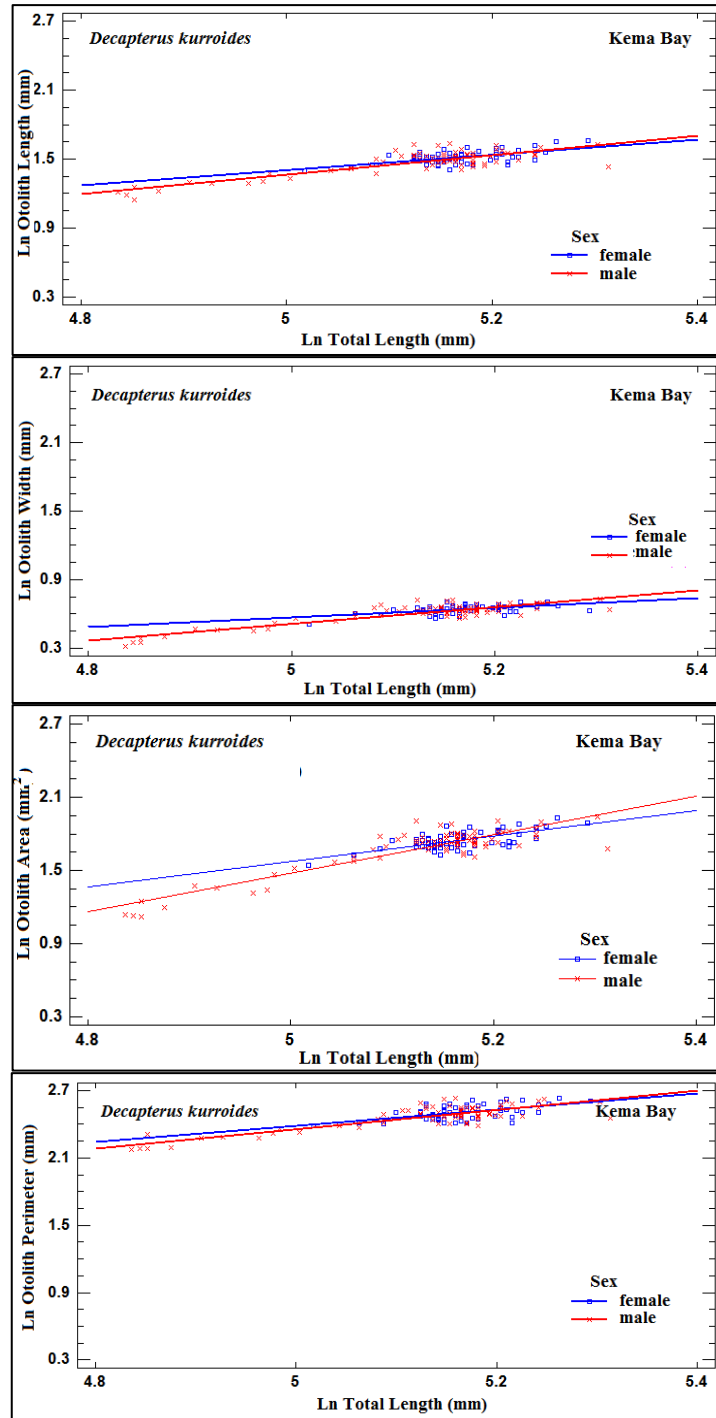 Decapterus kurroides Kema Bay
2.7
2.1
1.5
0.9
0.3
Ln Otolith Length (mm)
Sex
female
male
4.8 5 5.2 5.4
Ln Total Length (mm)
Decapterus kurroides Kema Bay
2.7
2.1
1.5
0.9
0.3
Ln Otolith Width (mm)
Sex
female
emale
4.8 5 5.2 5.4
Ln Total Length (mm)
Decapterus kurroides Kema Bay
2.7
2.1
1.5
0.9
0.3
Ln Otolith Area (mm²)
Sex
female
male
4.8 5 5.2 5.4
Ln Total Length (mm)
Decapterus kurroides Kema Bay
2.7
2.1
1.5
0.9
0.3
Ln Otolith Perimeter (mm)
Sex
female
male
4.8 5 5.2 5.4
Ln Total Length (mm)